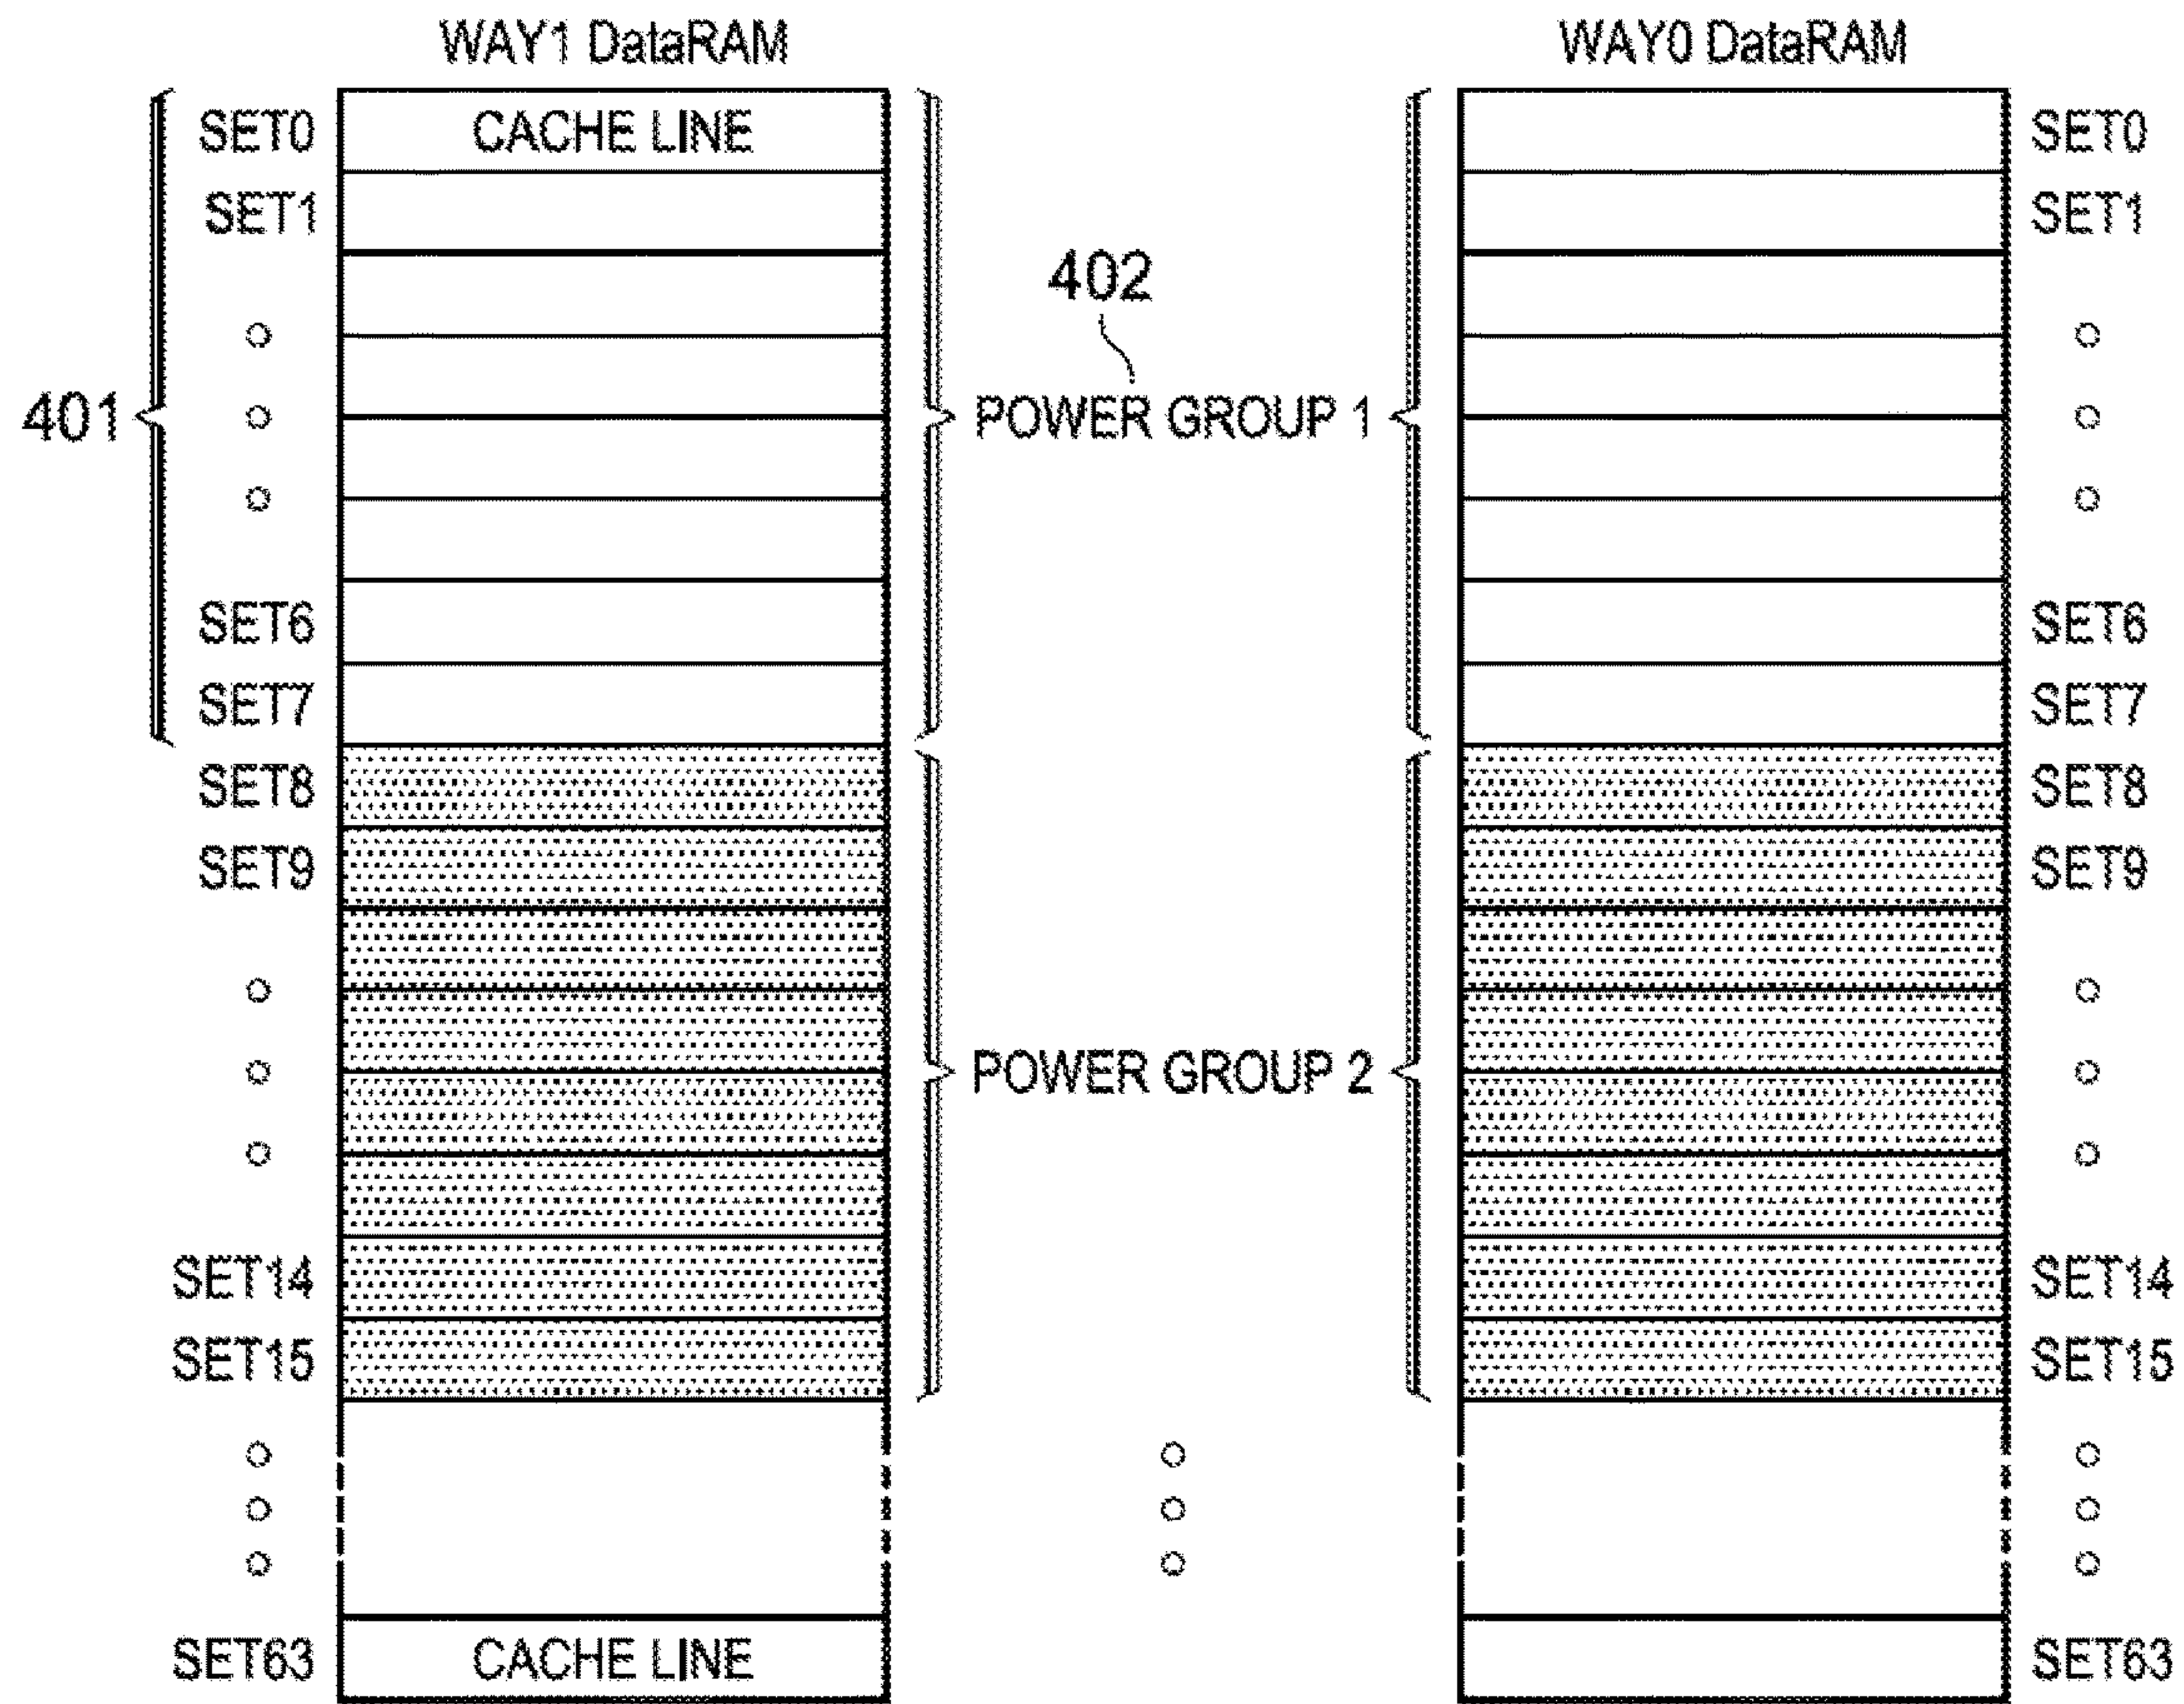 WAY1 DataRAM
WAY0 DataRAM
SET0 CACHE LINE SET0
SET1 SET1
402
401 POWER GROUP 1
SET6 SET6
SET7 SET7
SET8 SET8
SET9 SET9
POWER GROUP 2
SET14 SET14
SET15 SET15
SET63 CACHE LINE SET63